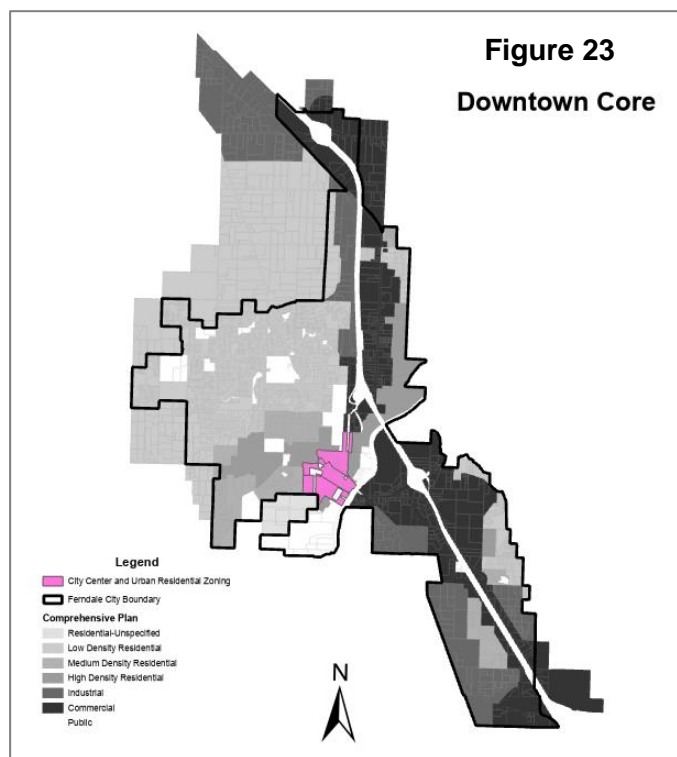 Figure 23
Downtown Core
Legend
City Center and Urban Residential Zoning
Ferndale City Boundary
Comprehensive Plan
Residential-Unspecified
Low Density Residential
Medium Density Residential
High Density Residential
Industrial
Commercial
Public
N